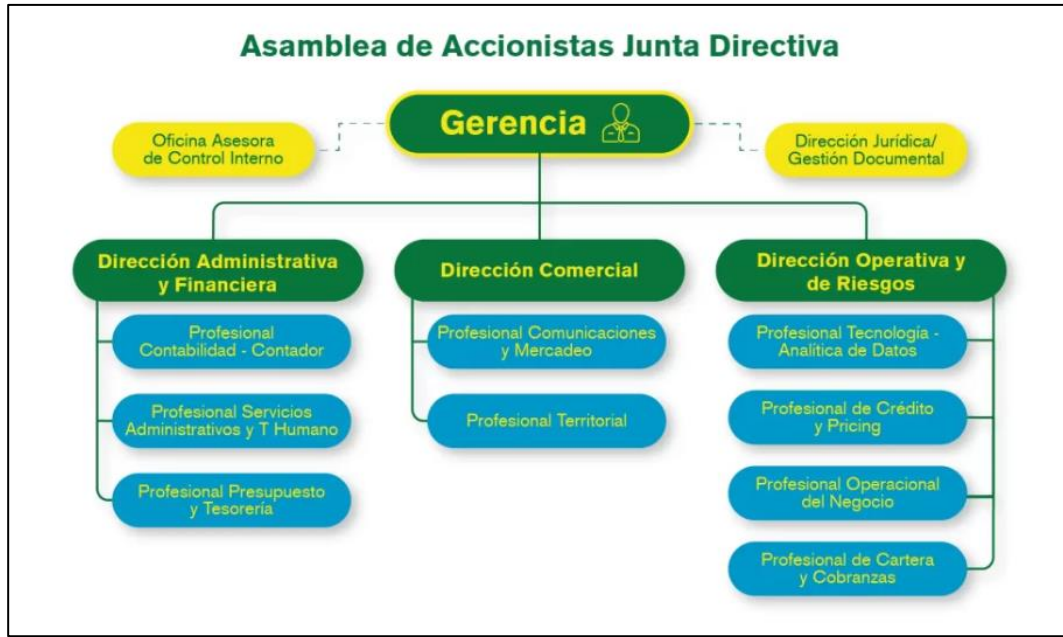 Asamblea de Accionistas Junta Directiva
Gerencia
Oficina Asesora
de Control Interno
Dirección Jurídica/
Gestión Documental
Dirección Administrativa
y Financiera
Profesional
Contabilidad - Contador
Profesional Servicios
Administrativos y T Humano
Profesional Presupuesto
y Tesorería
Dirección Comercial
Profesional Comunicaciones
y Mercadeo
Profesional Territorial
Dirección Operativa y
de Riesgos
Profesional Tecnología -
Analítica de Datos
Profesional de Crédito
y Pricing
Profesional Operacional
del Negocio
Profesional de Cartera
y Cobranzas